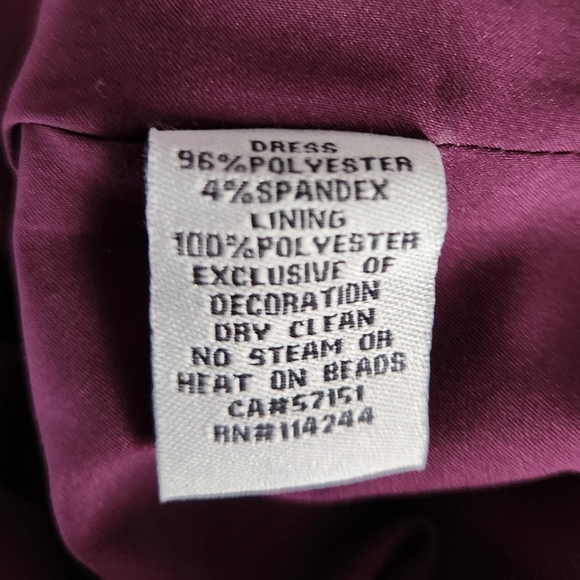 DRESS
96%POLYESTER
4%SPANDEX
LINING
100%POLYESTER
EXCLUSIVE OF
DECORATION
DRY CLEAN
NO STEAM OR
HEAT ON BEADS
CA#57151
RN#114244